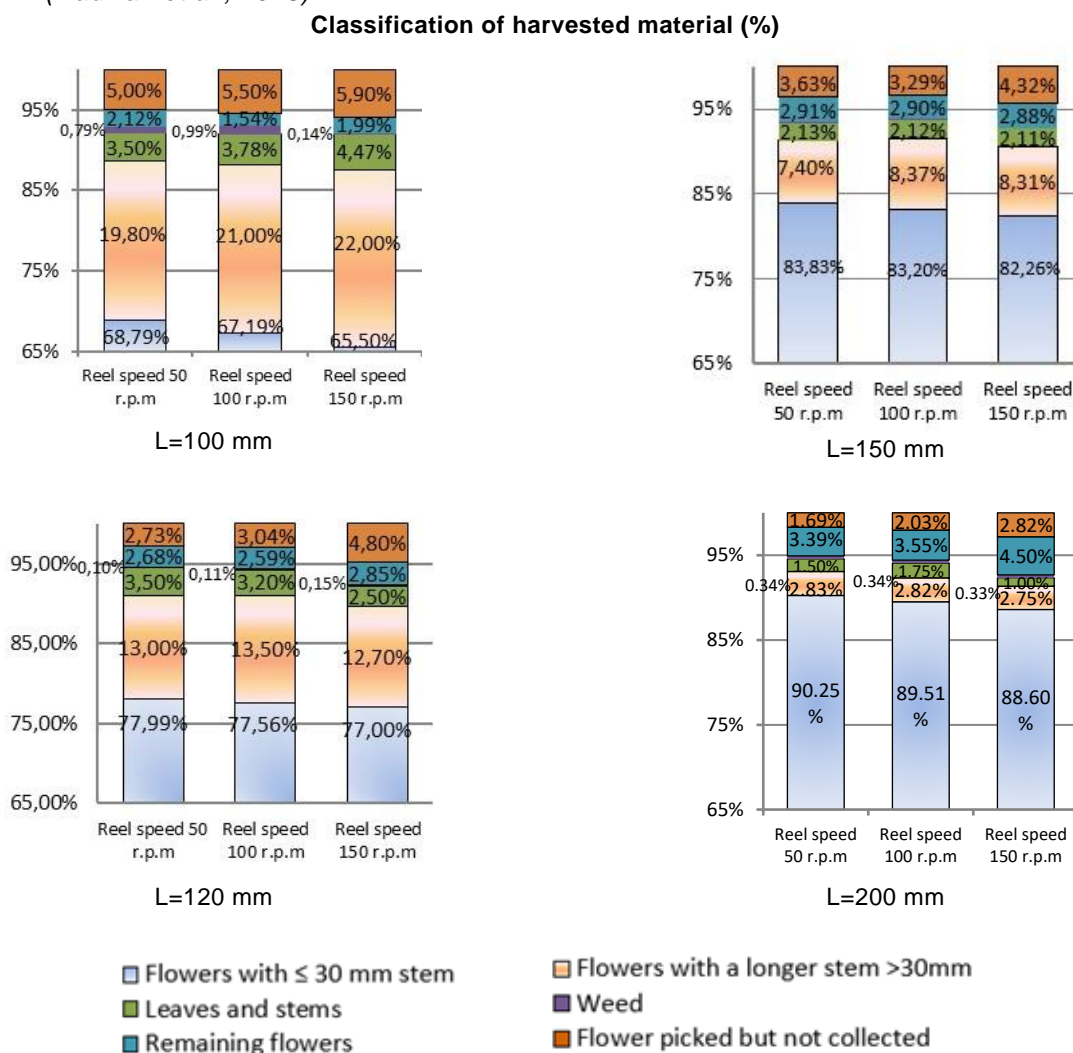 Classification of harvested material (%)
5,00% 5,50% 5,90%
95%
2,12% 1,54% 1,99%
0,79% 0,99% 0,14%
3,50% 3,78% 4,47%
85%
19,80% 21,00% 22,00%
75%
68,79% 67,19% 65,50%
65%
Reel speed 50 Reel speed Reel speed
r.p.m 100 r.p.m 150 r.p.m
L=100 mm
3,63% 3,29% 4,32%
95%
2,91% 2,90% 2,88%
2,13% 2,12% 2,11%
85%
7,40% 8,37% 8,31%
75%
83,83% 83,20% 82,26%
65%
Reel speed Reel speed Reel speed
50 r.p.m 100 r.p.m 150 r.p.m
L=150 mm
2,73% 3,04% 4,80%
95,00%
2,68% 2,59% 2,85%
0,10% 0,11% 0,15%
3,50% 3,20% 2,50%
85,00%
13,00% 13,50% 12,70%
75,00%
77,99% 77,56% 77,00%
65,00%
Reel speed 50 Reel speed Reel speed
r.p.m 100 r.p.m 150 r.p.m
L=120 mm
1.69% 2.03% 2.82%
95%
3.39% 3.55% 4.50%
1.50% 1.75% 1.00%
0.34% 0.34% 0.33%
2.83% 2.82% 2.75%
85%
90.25 89.51 88.60
% % %
75%
65%
Reel speed Reel speed Reel speed
50 r.p.m 100 r.p.m 150 r.p.m
L=200 mm
Flowers with ≤ 30 mm stem
Flowers with a longer stem >30mm
Leaves and stems
Weed
Remaining flowers
Flower picked but not collected